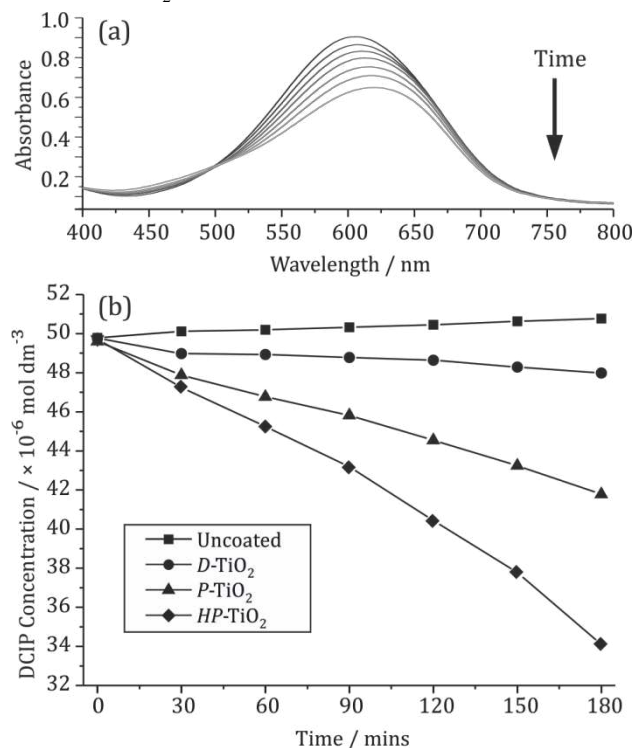 2
(a)
Time
Absorbance
1.0
0.8
0.6
0.4
0.2
400 450 500 550 600 650 700 750 800
Wavelength / nm
(b)
DCIP Concentration / × 10⁻⁶ mol dm⁻³
52
50
48
46
44
42
40
38
36
34
32
Uncoated
D-TiO₂
P-TiO₂
HP-TiO₂
0 30 60 90 120 150 180
Time / mins